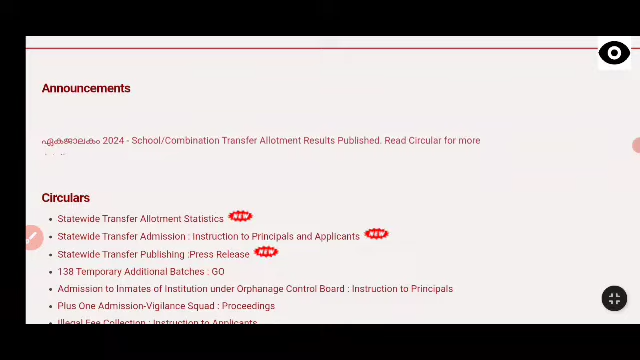 Announcements
ഏകജാലകം 2024 - School/Combination Transfer Allotment Results Published. Read Circular for more
Circulars
Statewide Transfer Allotment Statistics NEW
Statewide Transfer Admission : Instruction to Principals and Applicants NEW
Statewide Transfer Publishing :Press Release NEW
138 Temporary Additional Batches : GO
Admission to Inmates of Institution under Orphanage Control Board : Instruction to Principals
Plus One Admission-Vigilance Squad : Proceedings
Illegal Fee Collection : Instruction to Applicants